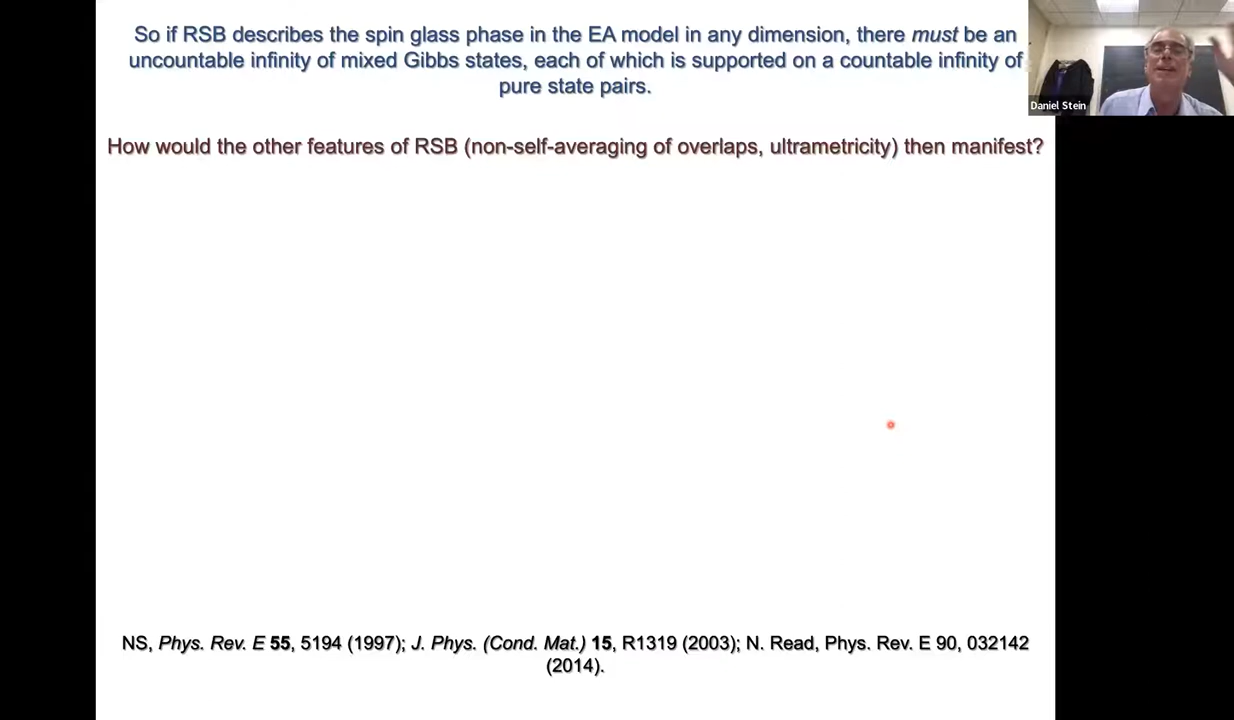 So if RSB describes the spin glass phase in the EA model in any dimension, there must be an
uncountable infinity of mixed Gibbs states, each of which is supported on a countable infinity of
pure state pairs.
Daniel Stein
How would the other features of RSB (non-self-averaging of overlaps, ultrametricity) then manifest?
NS, Phys. Rev. E 55, 5194 (1997); J. Phys. (Cond. Mat.) 15, R1319 (2003); N. Read, Phys. Rev. E 90, 032142
(2014).